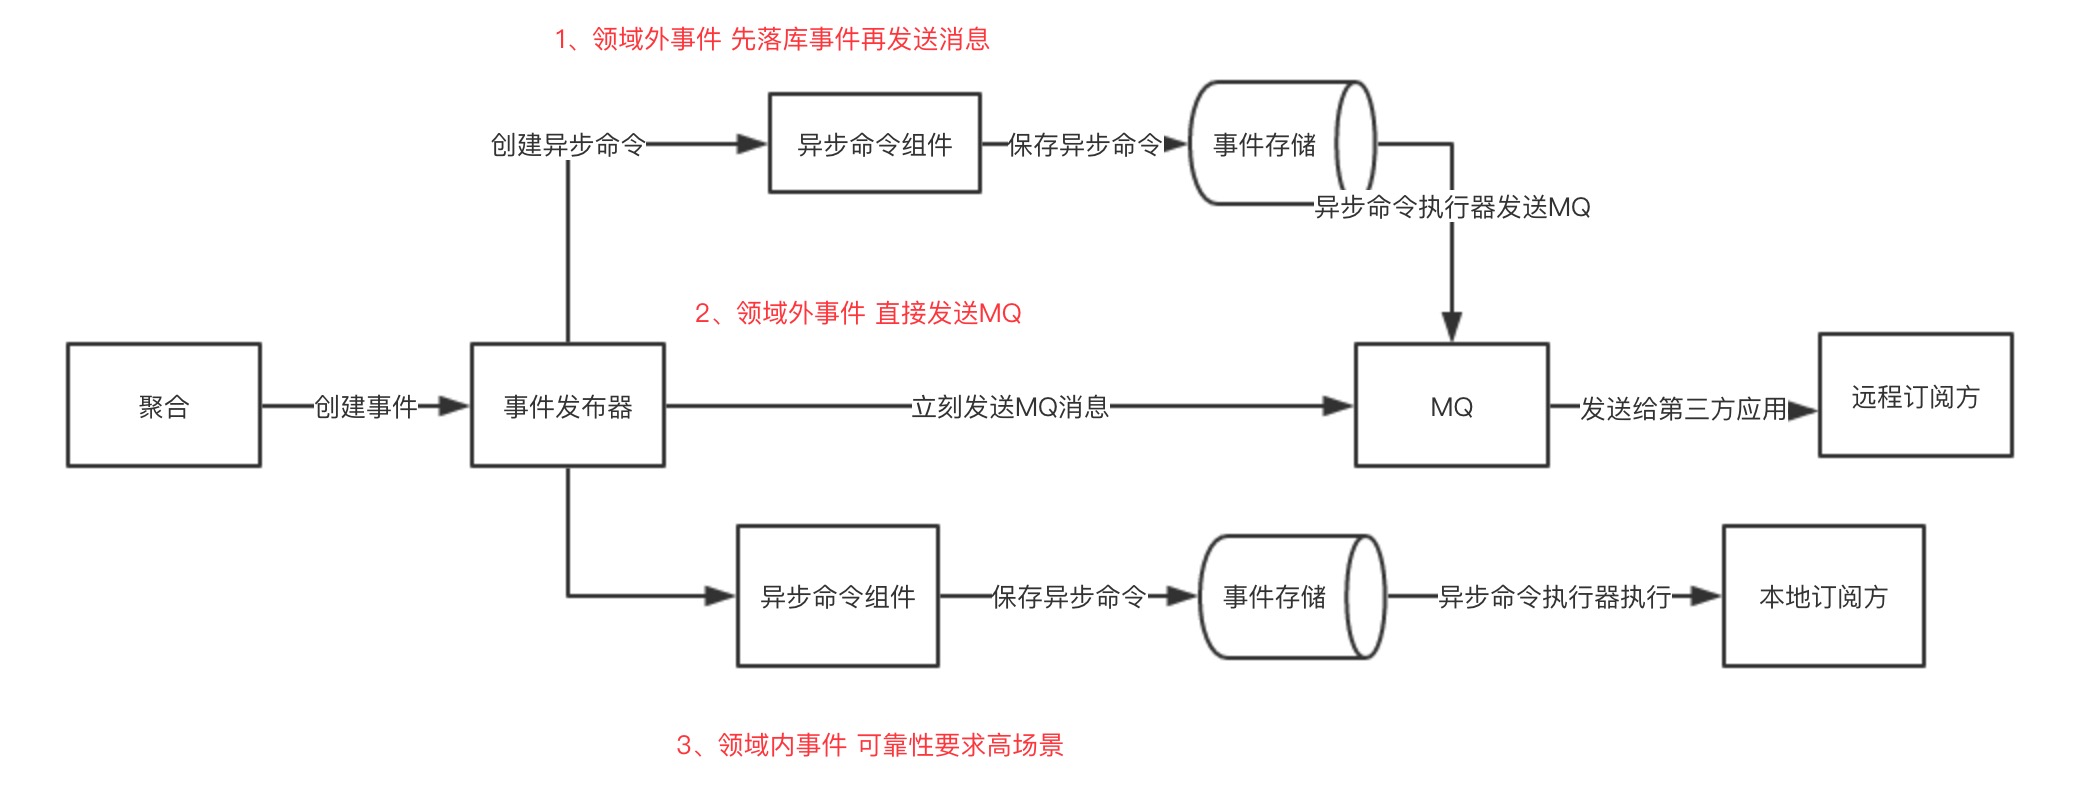 1、领域外事件 先落库事件再发送消息
创建异步命令
异步命令组件
保存异步命令
事件存储
异步命令执行器发送MQ
2、领域外事件 直接发送MQ
聚合
创建事件
事件发布器
立刻发送MQ消息
MQ
发送给第三方应用
远程订阅方
异步命令组件
保存异步命令
事件存储
异步命令执行器执行
本地订阅方
3、领域内事件 可靠性要求高场景